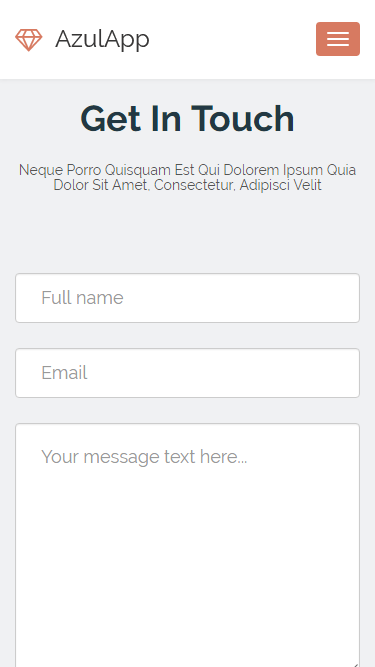 AzulApp
Get In Touch
Neque Porro Quisquam Est Qui Dolorem Ipsum Quia
Dolor Sit Amet, Consectetur, Adipisci Velit
Full name
Email
Your message text here...